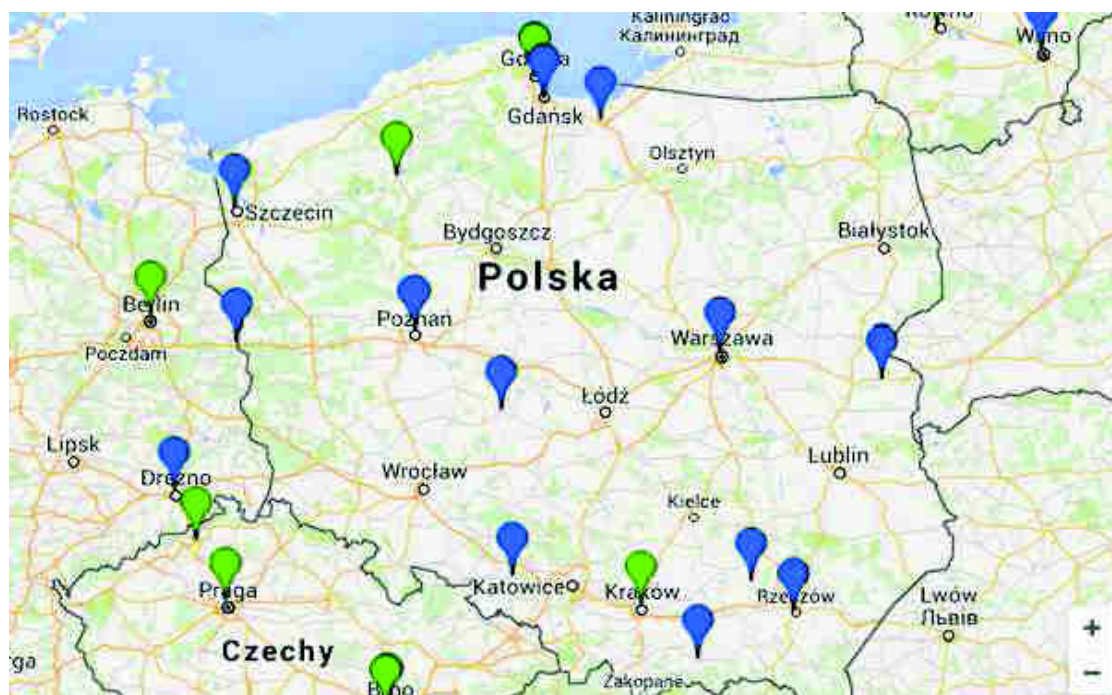 Kaliningrad
Калининград
Rostock
Gdańsk
Olsztyn
Szczecin
Bydgoszcz
Białystok
Polska
Berlin
Poznań
Warszawa
Poczdam
Łódź
Lipsk
Drezno
Wrocław
Lublin
Kielce
Praga
Katowice
Kraków
Rzeszów
Lwów
Львів
Czechy
Zakopane
+
−